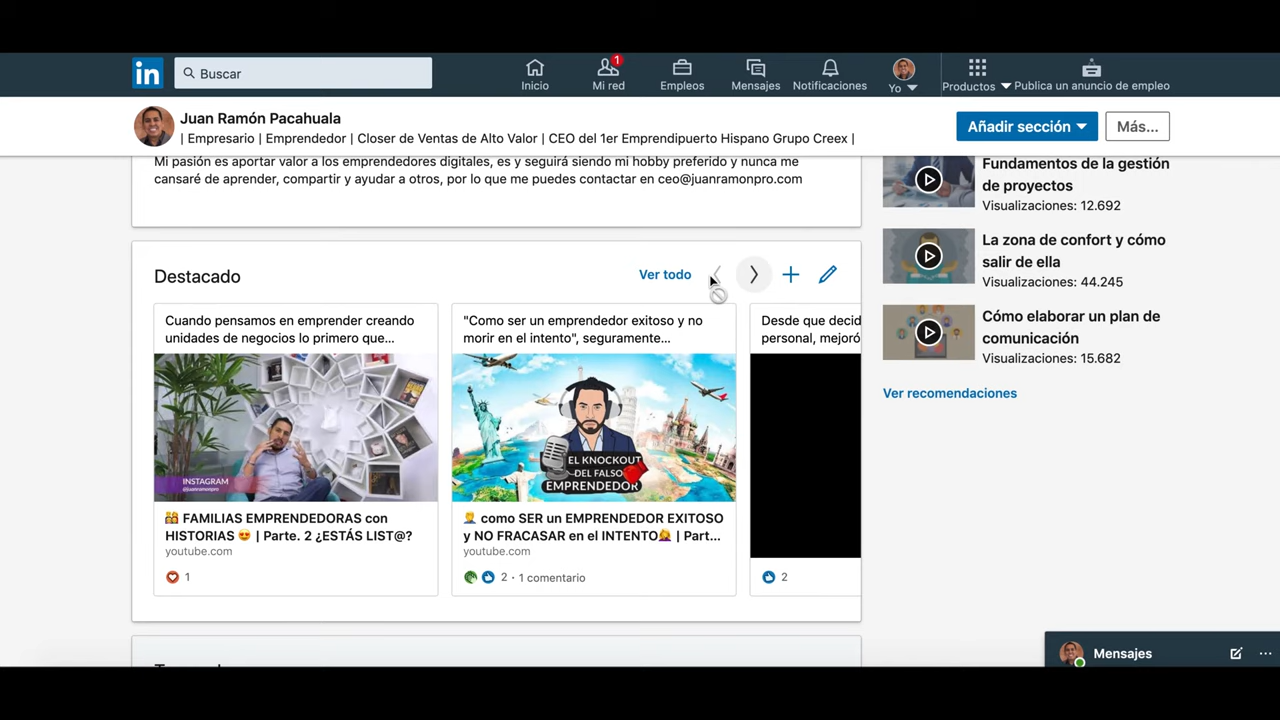 in
Buscar
Inicio
1
Mi red
Empleos
Mensajes
Notificaciones
Yo
Productos
Publica un anuncio de empleo
Juan Ramón Pacahuala
| Empresario | Emprendedor | Closer de Ventas de Alto Valor | CEO del 1er Emprendipuerto Hispano Grupo Creex |
Añadir sección
Más...
Mi pasión es aportar valor a los emprendedores digitales, es y seguirá siendo mi hobby preferido y nunca me
cansaré de aprender, compartir y ayudar a otros, por lo que me puedes contactar en ceo@juanramonpro.com
Destacado
Ver todo
Cuando pensamos en emprender creando
unidades de negocios lo primero que...
INSTAGRAM
@juanramonpro
👨‍👩‍👧‍👦 FAMILIAS EMPRENDEDORAS con
HISTORIAS 😍 | Parte. 2 ¿ESTÁS LIST@?
youtube.com
1
"Como ser un emprendedor exitoso y no
morir en el intento", seguramente...
EL KNOCKOUT
DEL FALSO
EMPRENDEDOR
🤦‍♂️ como SER un EMPRENDEDOR EXITOSO
y NO FRACASAR en el INTENTO🤦‍♀️ | Part...
youtube.com
2 · 1 comentario
Desde que decid
personal, mejoró
2
Fundamentos de la gestión
de proyectos
Visualizaciones: 12.692
La zona de confort y cómo
salir de ella
Visualizaciones: 44.245
Cómo elaborar un plan de
comunicación
Visualizaciones: 15.682
Ver recomendaciones
Mensajes